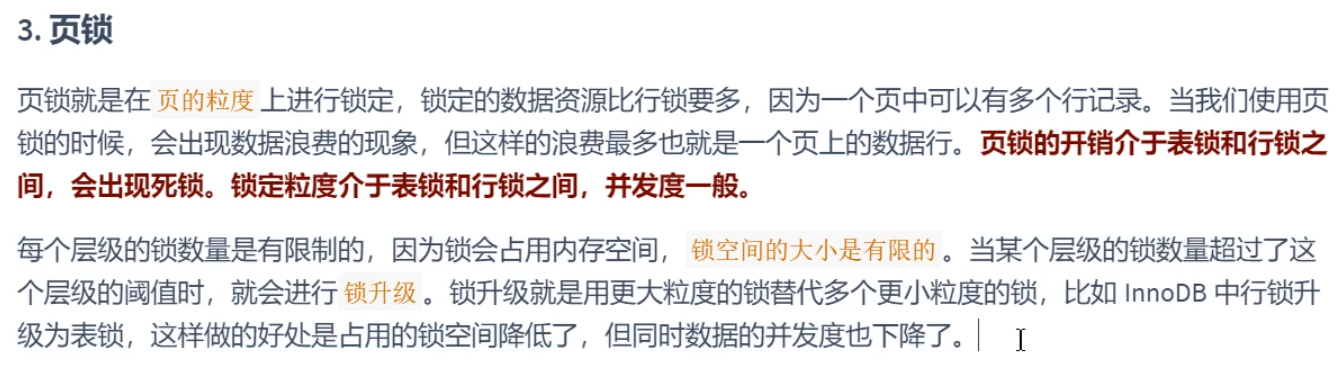 3. 页锁
页锁就是在 页的粒度 上进行锁定，锁定的数据资源比行锁要多，因为一个页中可以有多个行记录。当我们使用页
锁的时候，会出现数据浪费的现象，但这样的浪费最多也就是一个页上的数据行。页锁的开销介于表锁和行锁之
间，会出现死锁。锁定粒度介于表锁和行锁之间，并发度一般。
每个层级的锁数量是有限制的，因为锁会占用内存空间， 锁空间的大小是有限的 。当某个层级的锁数量超过了这
个层级的阈值时，就会进行 锁升级 。锁升级就是用更大粒度的锁替代多个更小粒度的锁，比如 InnoDB 中行锁升
级为表锁，这样做的好处是占用的锁空间降低了，但同时数据的并发度也下降了。